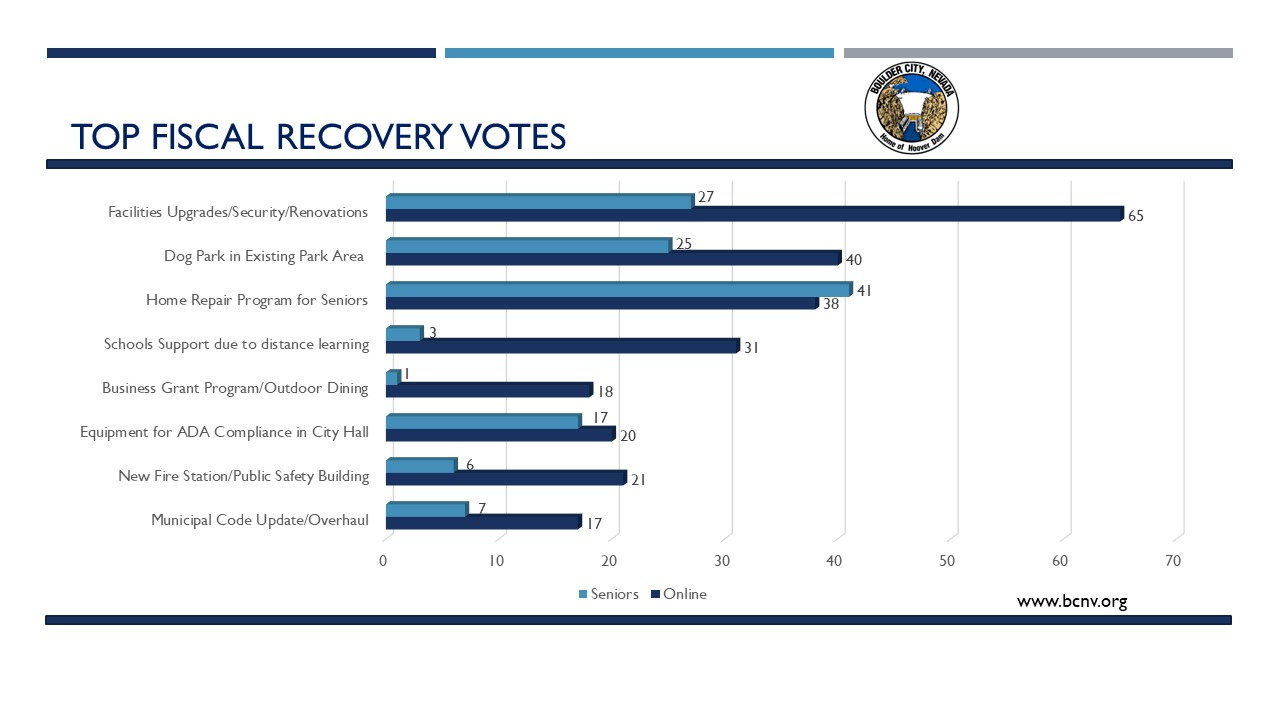 BOULDER CITY, NEVADA
Home of Hoover Dam
TOP FISCAL RECOVERY VOTES
Facilities Upgrades/Security/Renovations
27
65
Dog Park in Existing Park Area
25
40
Home Repair Program for Seniors
41
38
Schools Support due to distance learning
3
31
Business Grant Program/Outdoor Dining
1
18
Equipment for ADA Compliance in City Hall
17
20
New Fire Station/Public Safety Building
6
21
Municipal Code Update/Overhaul
7
17
0 10 20 30 40 50 60 70
Seniors Online
www.bcnv.org